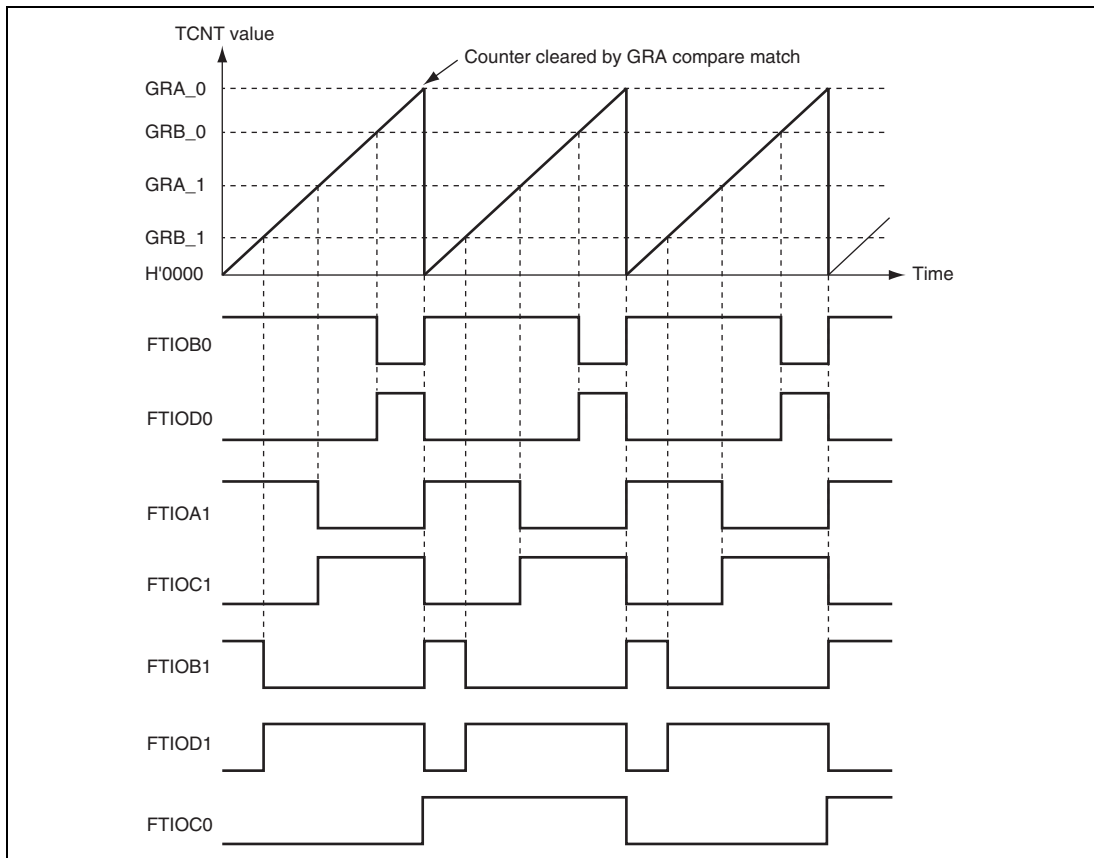 TCNT value
Counter cleared by GRA compare match
GRA_0
GRB_0
GRA_1
GRB_1
H'0000
Time
FTIOB0
FTIOD0
FTIOA1
FTIOC1
FTIOB1
FTIOD1
FTIOC0